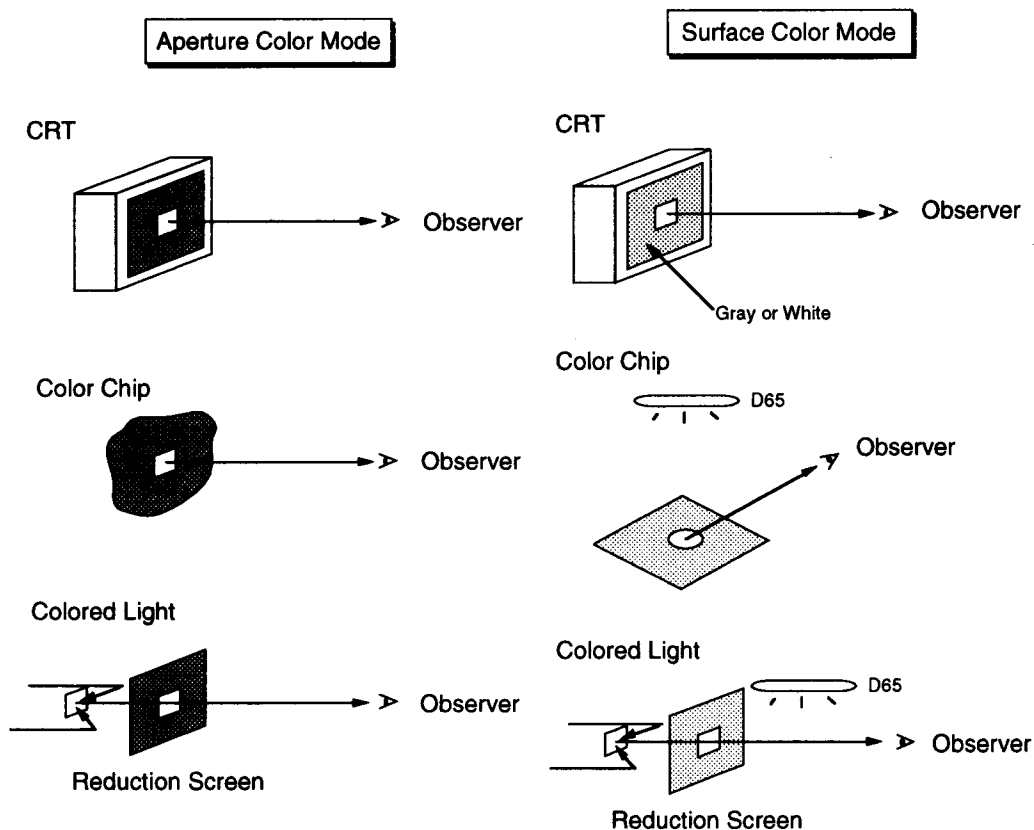 Aperture Color Mode
Surface Color Mode
CRT
Observer
CRT
Observer
Gray or White
Color Chip
Observer
Color Chip
D65
Observer
Colored Light
Observer
Reduction Screen
Colored Light
D65
Observer
Reduction Screen